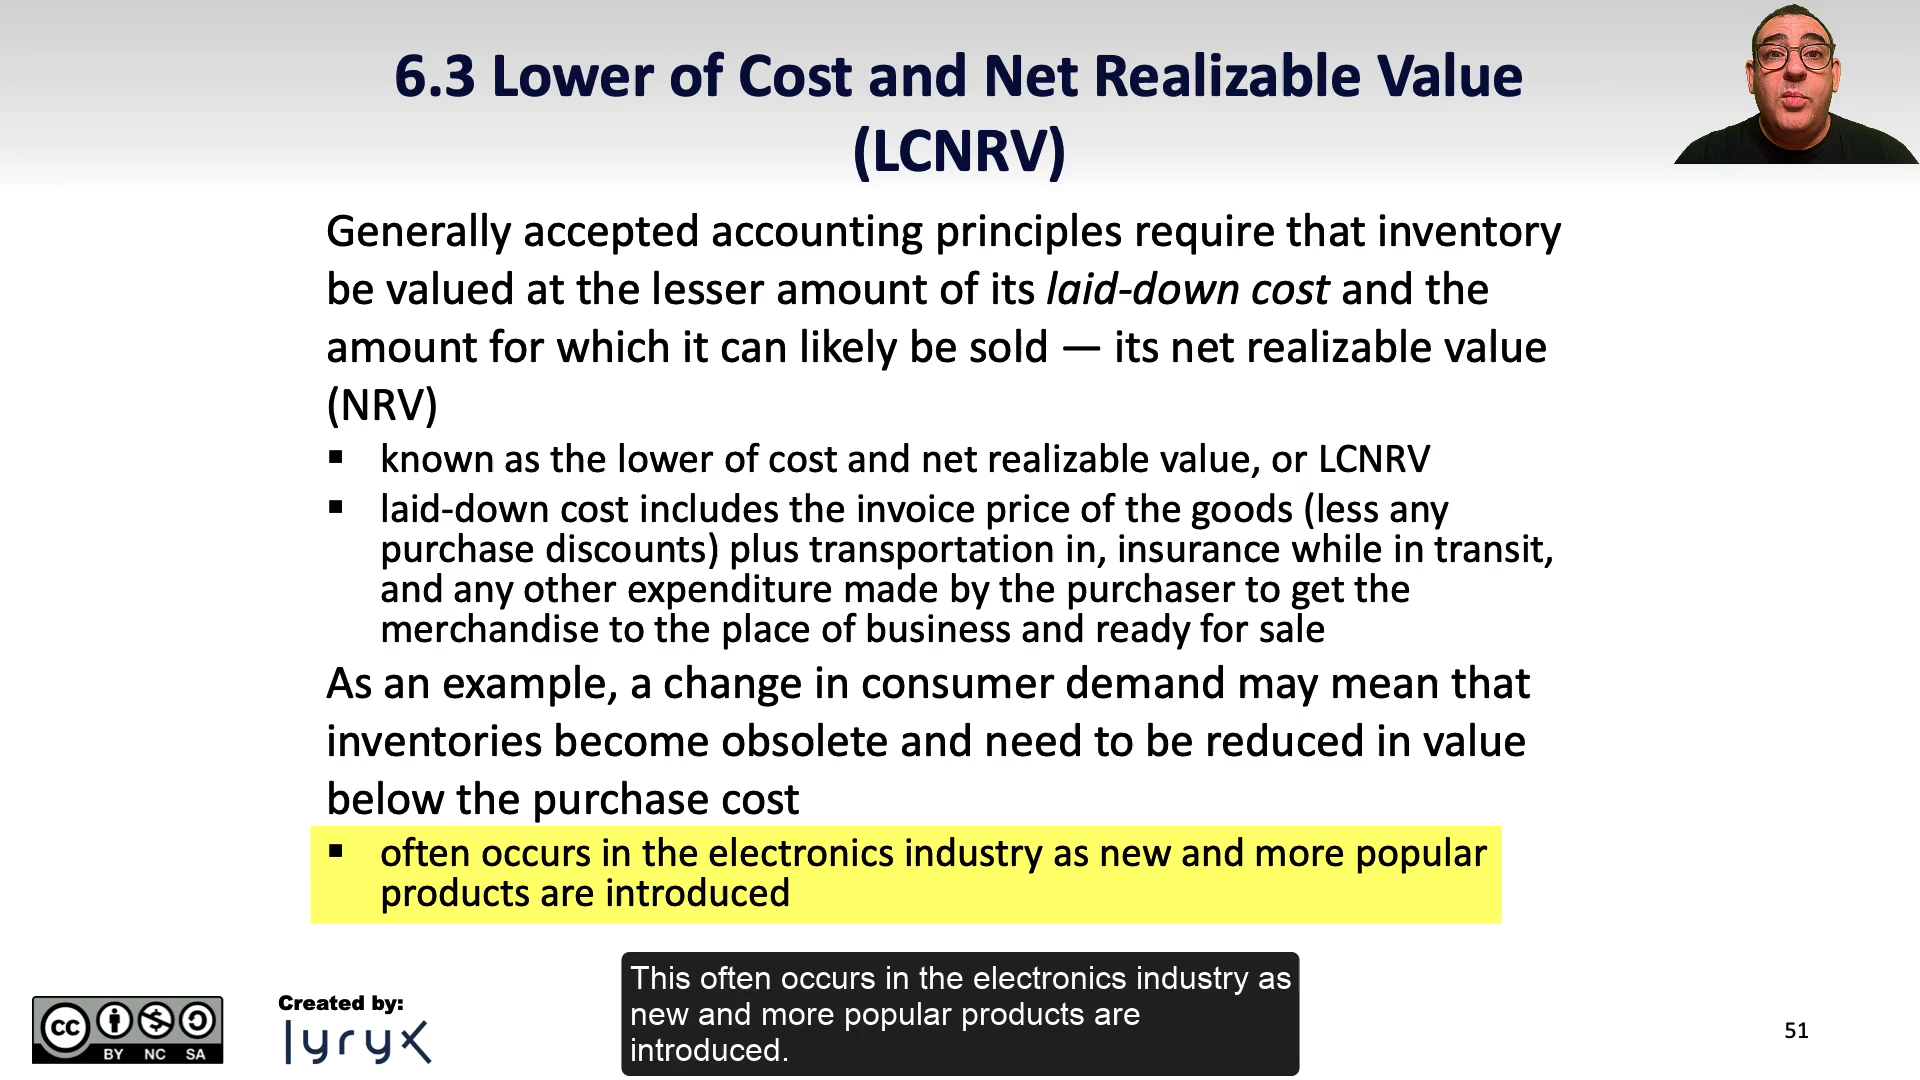 6.3 Lower of Cost and Net Realizable Value
(LCNRV)
Generally accepted accounting principles require that inventory
be valued at the lesser amount of its laid-down cost and the
amount for which it can likely be sold — its net realizable value
(NRV)
▪ known as the lower of cost and net realizable value, or LCNRV
▪ laid-down cost includes the invoice price of the goods (less any
purchase discounts) plus transportation in, insurance while in transit,
and any other expenditure made by the purchaser to get the
merchandise to the place of business and ready for sale
As an example, a change in consumer demand may mean that
inventories become obsolete and need to be reduced in value
below the purchase cost
▪ often occurs in the electronics industry as new and more popular
products are introduced
This often occurs in the electronics industry as
new and more popular products are
introduced.
cc
BY NC SA
Created by:
lyryx
51